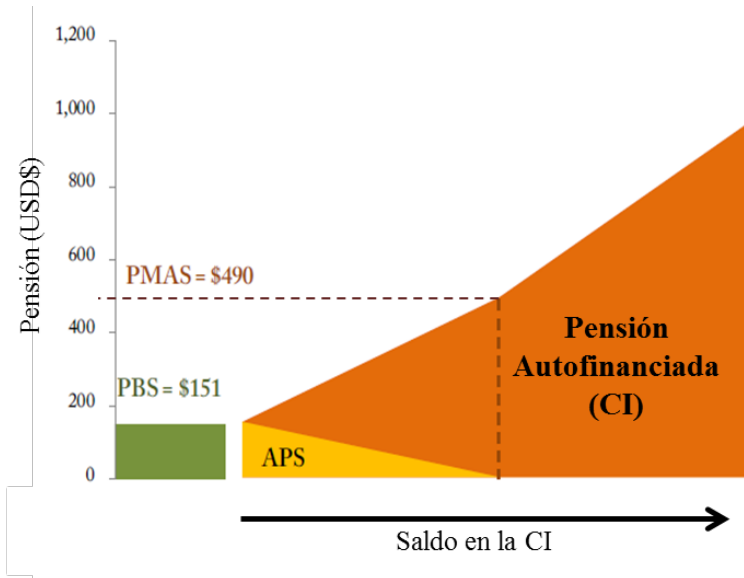 1,200
1,000
800
600
400
200
0
Pensión (USD$)
PMAS = $490
PBS = $151
APS
Pensión
Autofinanciada
(CI)
Saldo en la CI